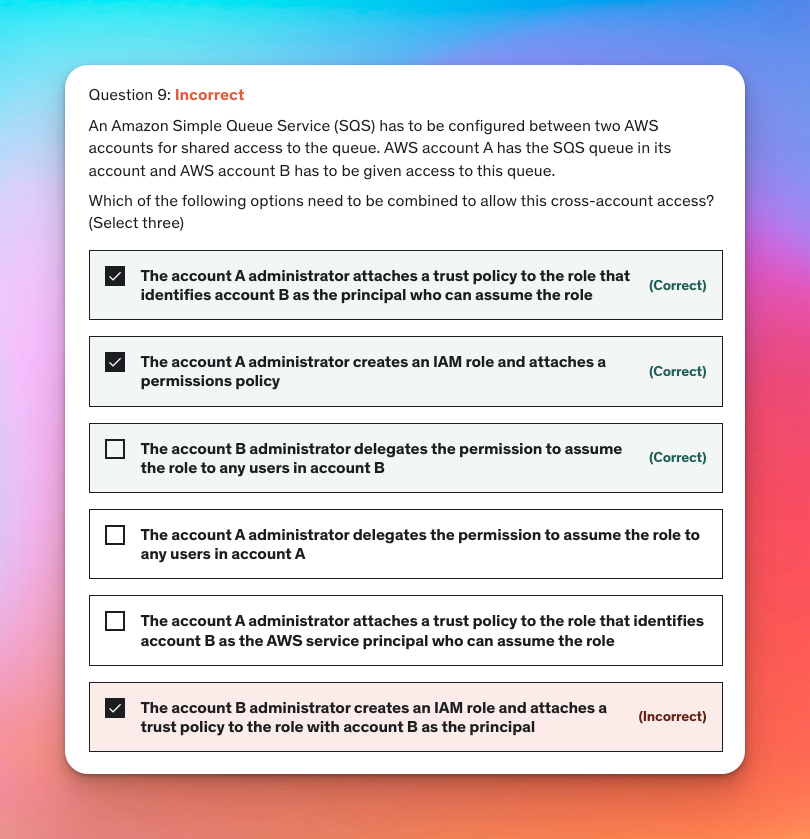 Question 9: Incorrect
An Amazon Simple Queue Service (SQS) has to be configured between two AWS
accounts for shared access to the queue. AWS account A has the SQS queue in its
account and AWS account B has to be given access to this queue.
Which of the following options need to be combined to allow this cross-account access?
(Select three)
The account A administrator attaches a trust policy to the role that
identifies account B as the principal who can assume the role
(Correct)
The account A administrator creates an IAM role and attaches a
permissions policy
(Correct)
The account B administrator delegates the permission to assume
the role to any users in account B
(Correct)
The account A administrator delegates the permission to assume the role to
any users in account A
The account A administrator attaches a trust policy to the role that identifies
account B as the AWS service principal who can assume the role
The account B administrator creates an IAM role and attaches a
trust policy to the role with account B as the principal
(Incorrect)